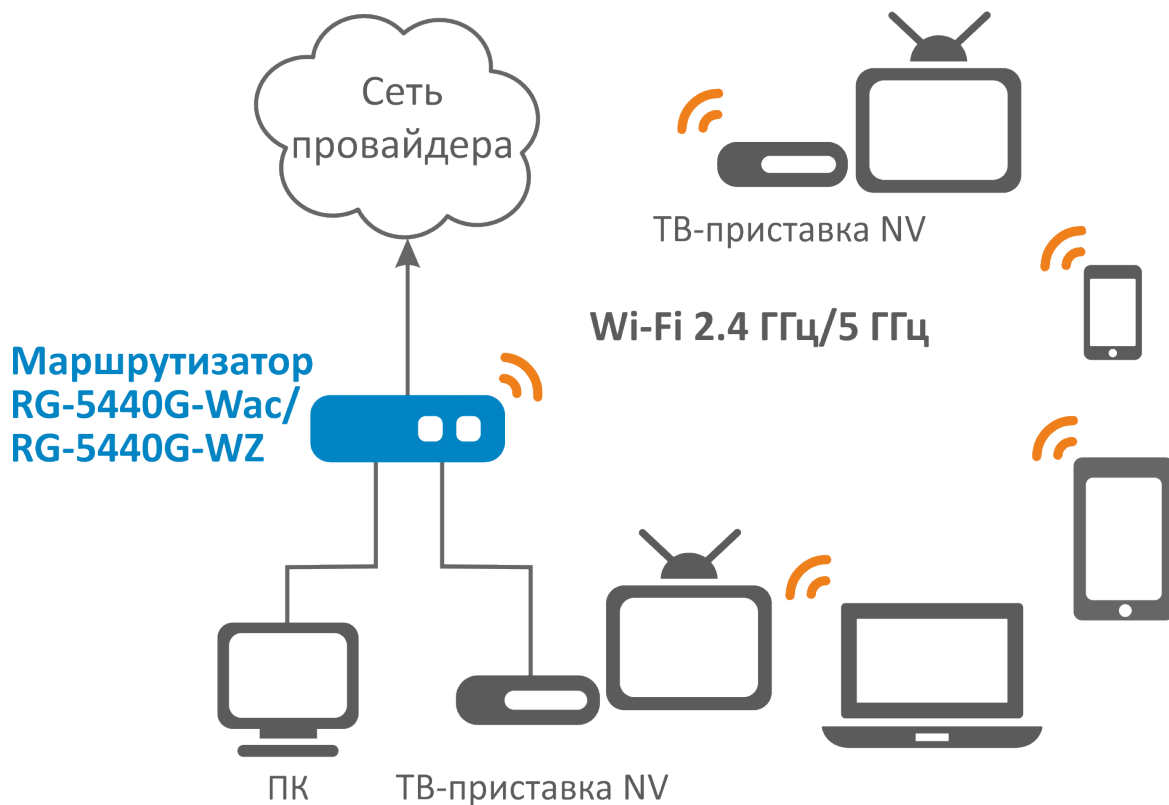 Сеть
провайдера
ТВ-приставка NV
Wi-Fi 2.4 ГГц/5 ГГц
Маршрутизатор
RG-5440G-Wac/
RG-5440G-WZ
ПК
ТВ-приставка NV